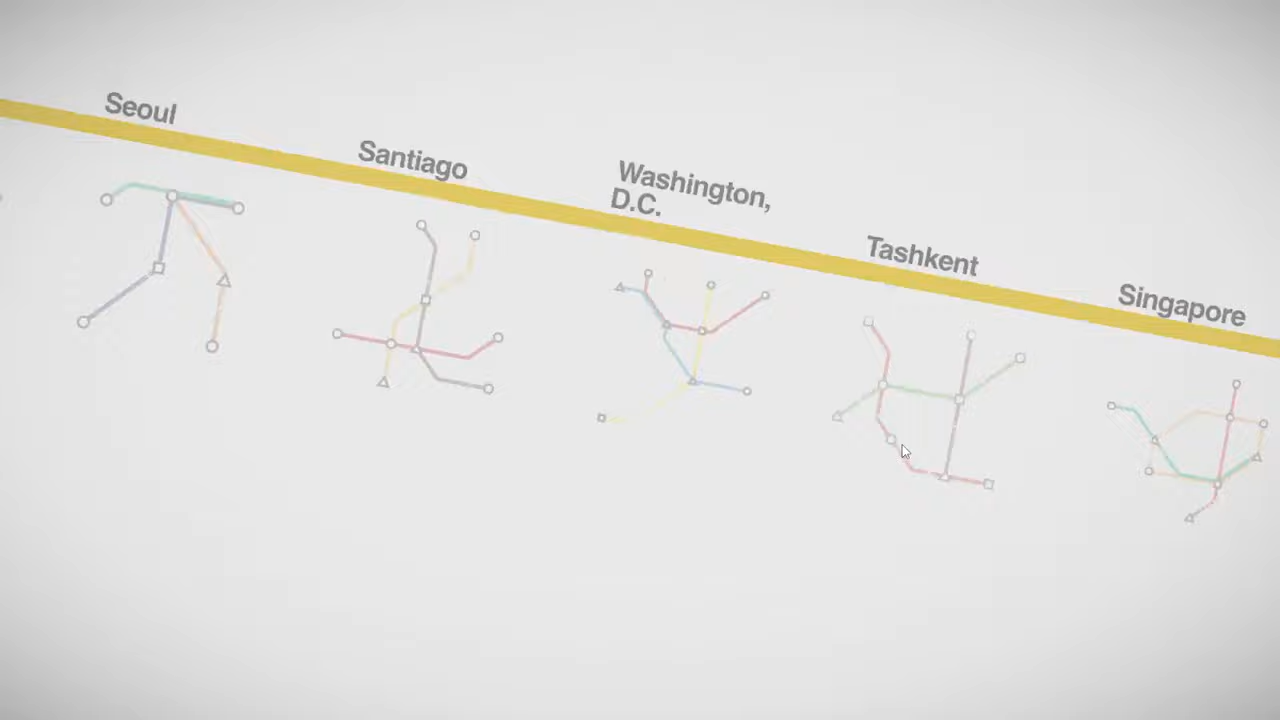 Seoul
Santiago
Washington,
D.C.
Tashkent
Singapore